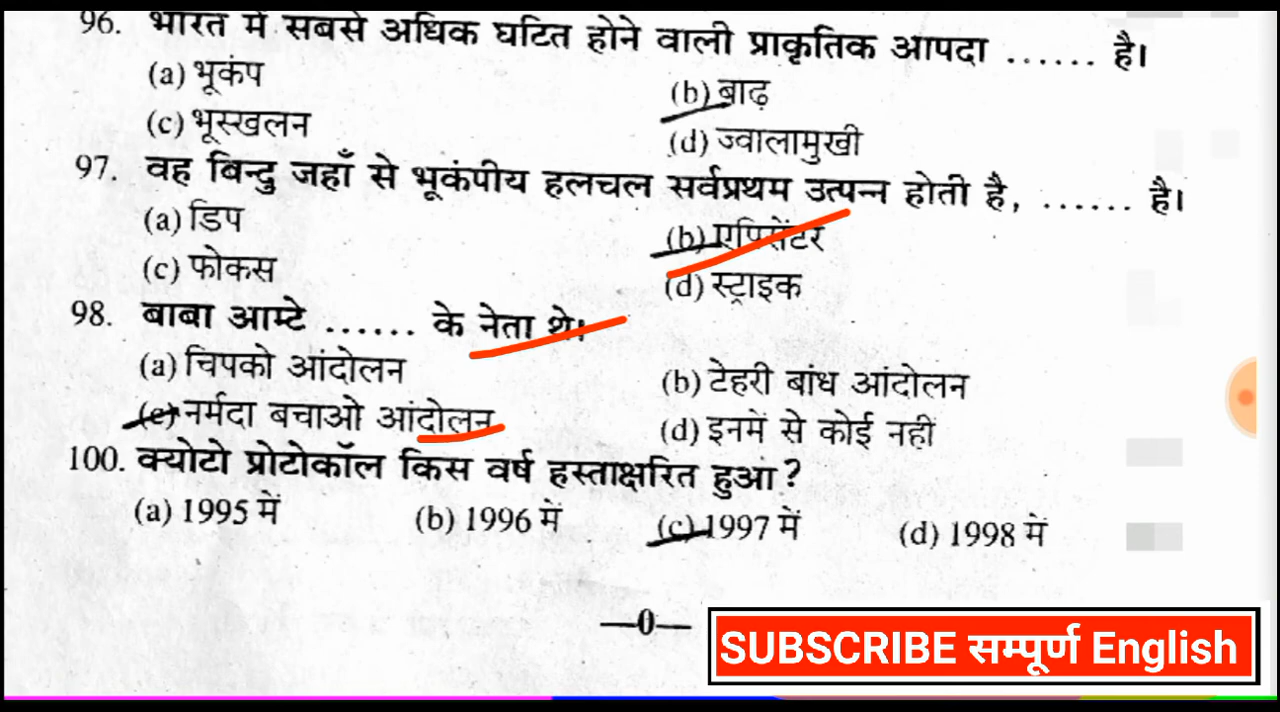 96. भारत में सबसे अधिक घटित होने वाली प्राकृतिक आपदा ...... है।
(a) भूकंप (b) बाढ़
(c) भूस्खलन (d) ज्वालामुखी
97. वह बिन्दु जहाँ से भूकंपीय हलचल सर्वप्रथम उत्पन्न होती है, ...... है।
(a) डिप (b) एपिसेंटर
(c) फोकस (d) स्ट्राइक
98. बाबा आम्टे ...... के नेता थे।
(a) चिपको आंदोलन (b) टेहरी बांध आंदोलन
(c) नर्मदा बचाओ आंदोलन (d) इनमें से कोई नहीं
100. क्योटो प्रोटोकॉल किस वर्ष हस्ताक्षरित हुआ?
(a) 1995 में (b) 1996 में (c) 1997 में (d) 1998 में
—0—
SUBSCRIBE सम्पूर्ण English